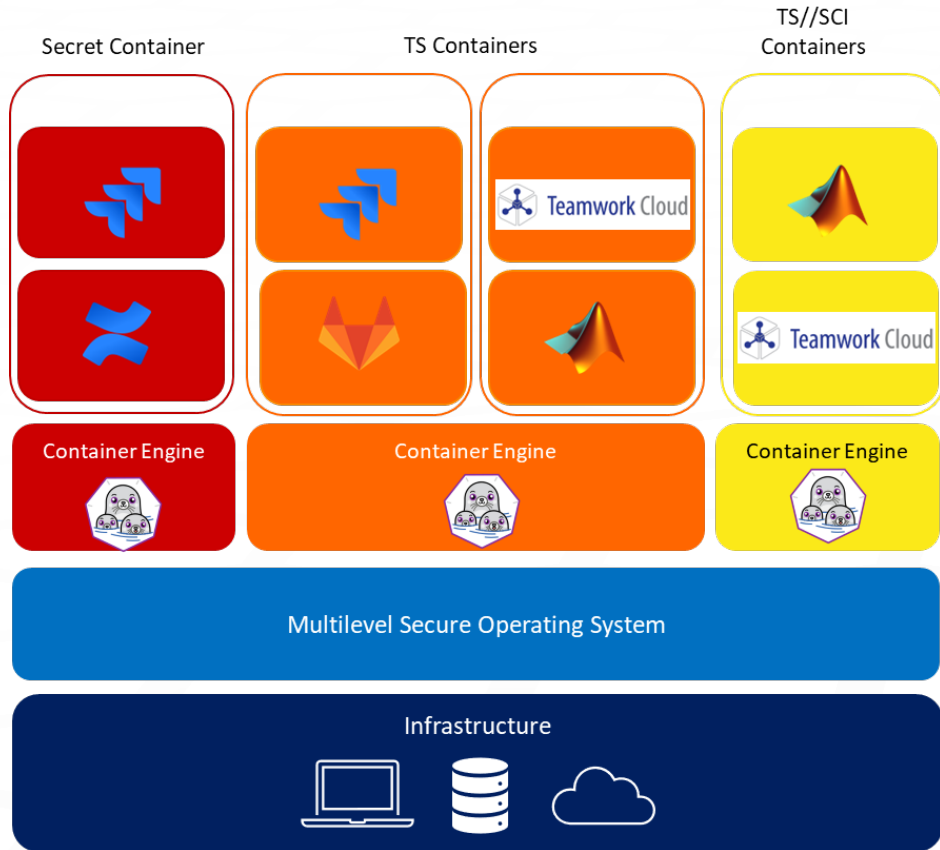 Secret Container
TS Containers
TS//SCI
Containers
Teamwork Cloud
Teamwork Cloud
Container Engine
Container Engine
Container Engine
Multilevel Secure Operating System
Infrastructure